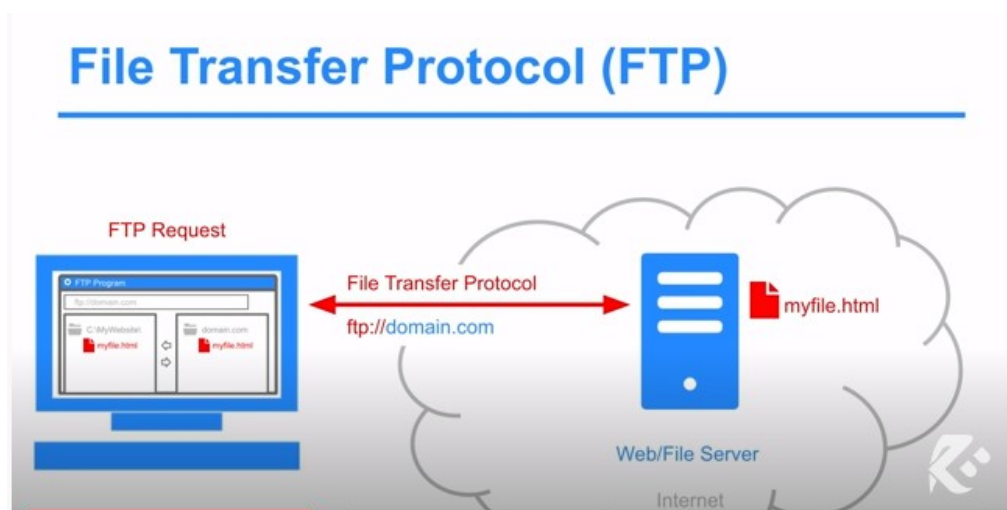 File Transfer Protocol (FTP)
FTP Request
FTP Program
ftp://domain.com
C:\MyWebsite\
myfile.html
domain.com
myfile.html
File Transfer Protocol
ftp://domain.com
myfile.html
Web/File Server
Internet